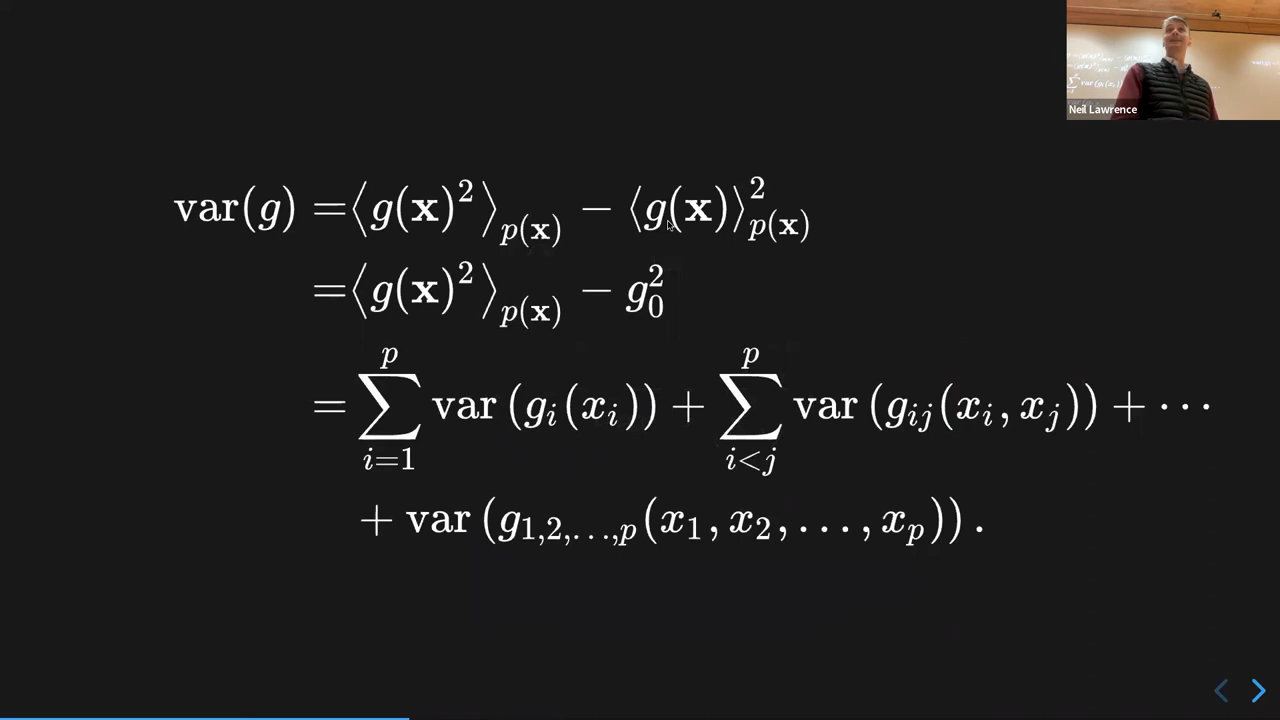 Neil Lawrence
var(g) =⟨g(𝐱)²⟩_{p(𝐱)} − ⟨g(𝐱)⟩²_{p(𝐱)}
=⟨g(𝐱)²⟩_{p(𝐱)} − g₀²
= ∑_{i=1}^{p} var (g_i(x_i)) + ∑_{i<j}^{p} var (g_{ij}(x_i, x_j)) + ⋯
+ var (g_{1,2,…,p}(x_1, x_2, …, x_p)) .